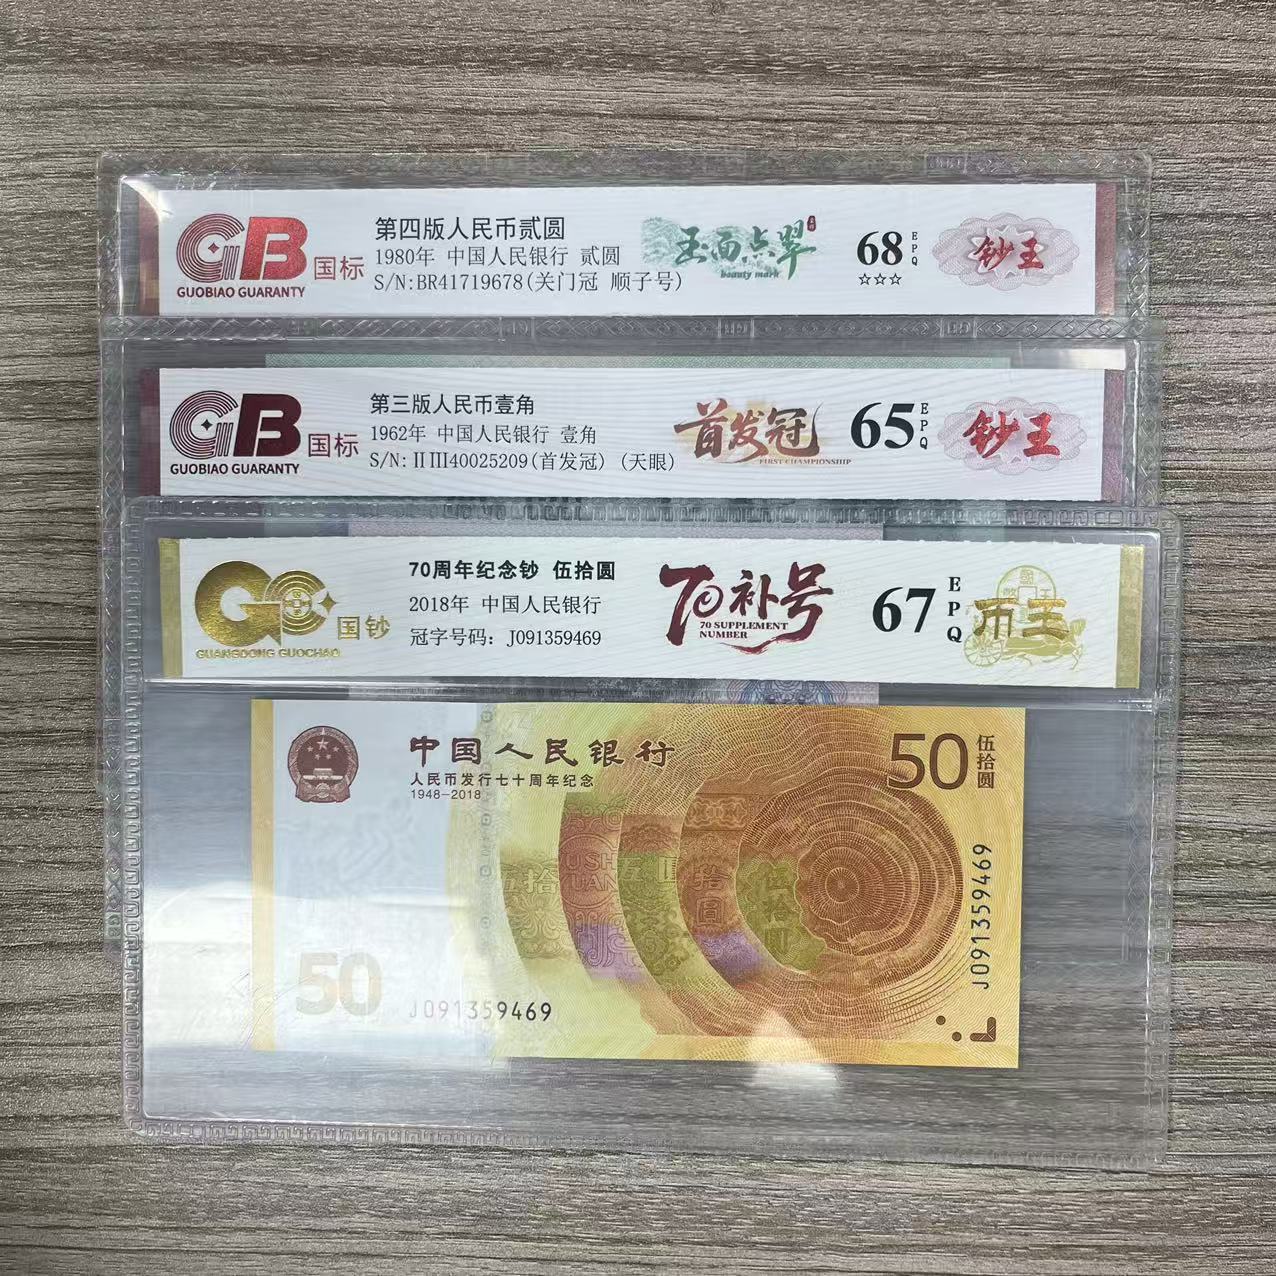 GB 国标
GUOBIAO GUARANTY
第四版人民币贰圆
1980年 中国人民银行 贰圆
S/N:BR41719678(关门冠 顺子号)
玉面点翠
beauty mark
68 EPQ
☆☆☆
钞王
GB 国标
GUOBIAO GUARANTY
第三版人民币壹角
1962年 中国人民银行 壹角
S/N:ⅡⅢ40025209(首发冠) (天眼)
首发冠
FIRST CHAMPIONSHIP
65 EPQ
钞王
GC 国钞
GUANGDONG GUOCHAO
70周年纪念钞 伍拾圆
2018年 中国人民银行
冠字号码: J091359469
70补号
70 SUPPLEMENT
NUMBER
67 EPQ
币王
中国人民银行
人民币发行七十周年纪念
1948-2018
50 伍拾圆
伍拾圆
50
J091359469
J091359469